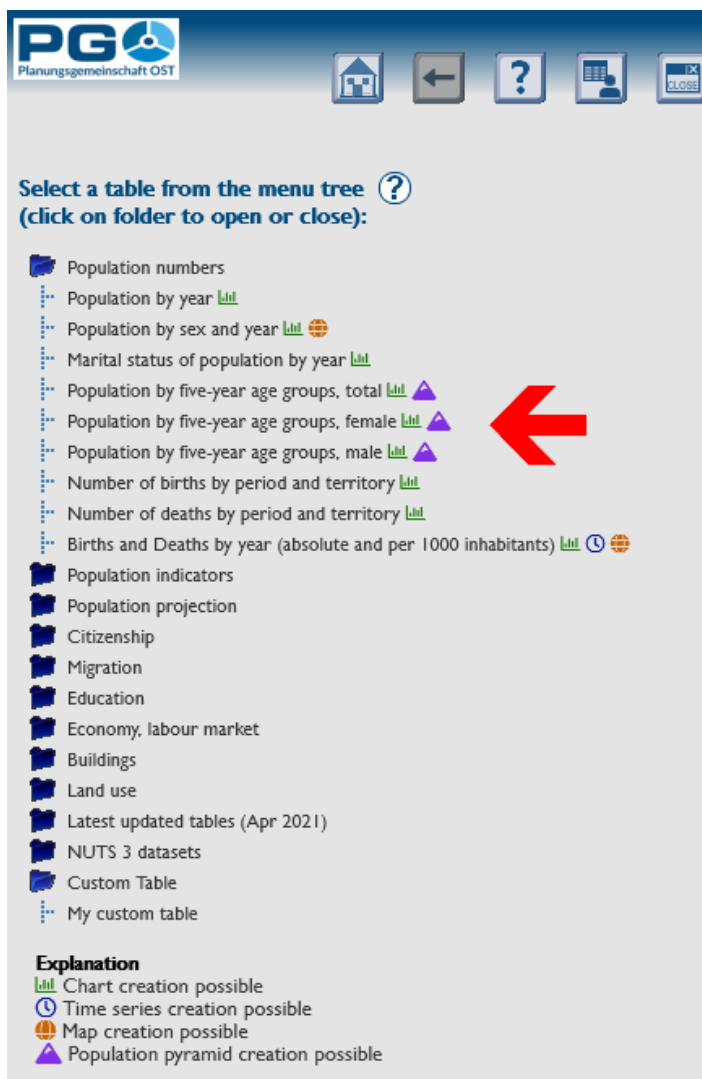 PGO
Planungsgemeinschaft OST
?
X
CLOSE
Select a table from the menu tree ?
(click on folder to open or close):
Population numbers
Population by year
Population by sex and year
Marital status of population by year
Population by five-year age groups, total
Population by five-year age groups, female
Population by five-year age groups, male
Number of births by period and territory
Number of deaths by period and territory
Births and Deaths by year (absolute and per 1000 inhabitants)
Population indicators
Population projection
Citizenship
Migration
Education
Economy, labour market
Buildings
Land use
Latest updated tables (Apr 2021)
NUTS 3 datasets
Custom Table
My custom table
Explanation
Chart creation possible
Time series creation possible
Map creation possible
Population pyramid creation possible